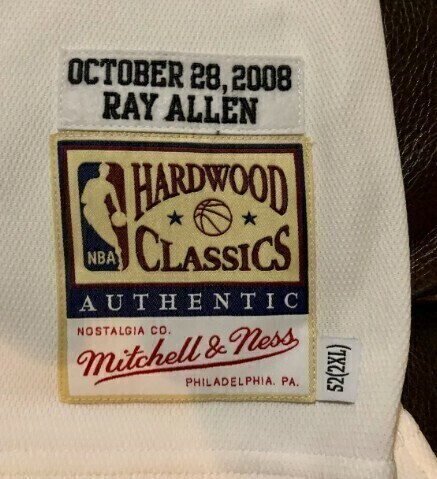 OCTOBER 28, 2008
RAY ALLEN
HARDWOOD
NBA
CLASSICS
AUTHENTIC
NOSTALGIA CO.
Mitchell & Ness
PHILADELPHIA, PA.
52(2XL)